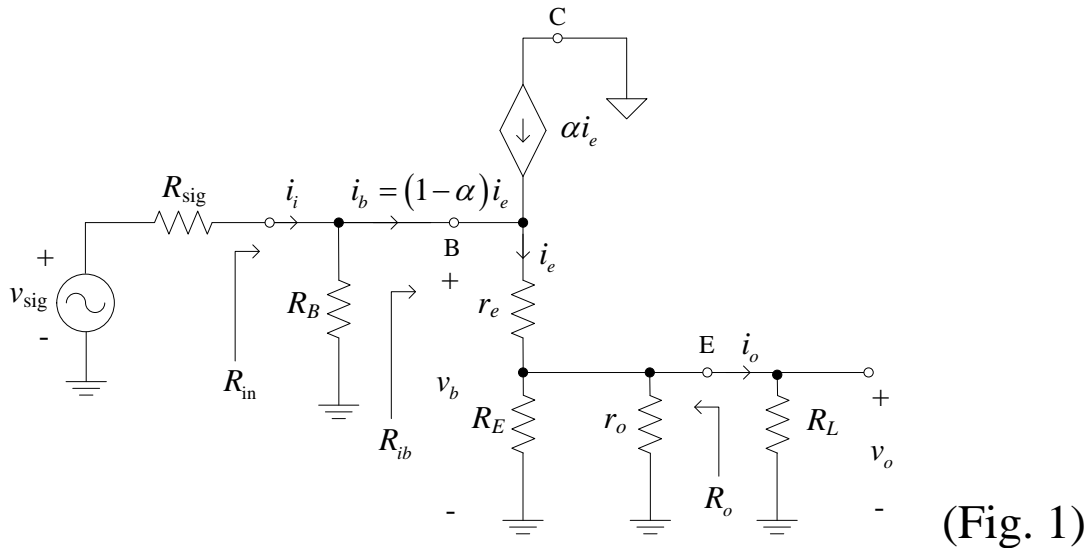 C
αi_e
R_sig
i_i
i_b = (1−α)i_e
B
i_e
+
v_sig
-
R_B
+
r_e
E
i_o
R_in
v_b
R_ib
R_E
r_o
R_L
+
v_o
R_o
-
-
(Fig. 1)